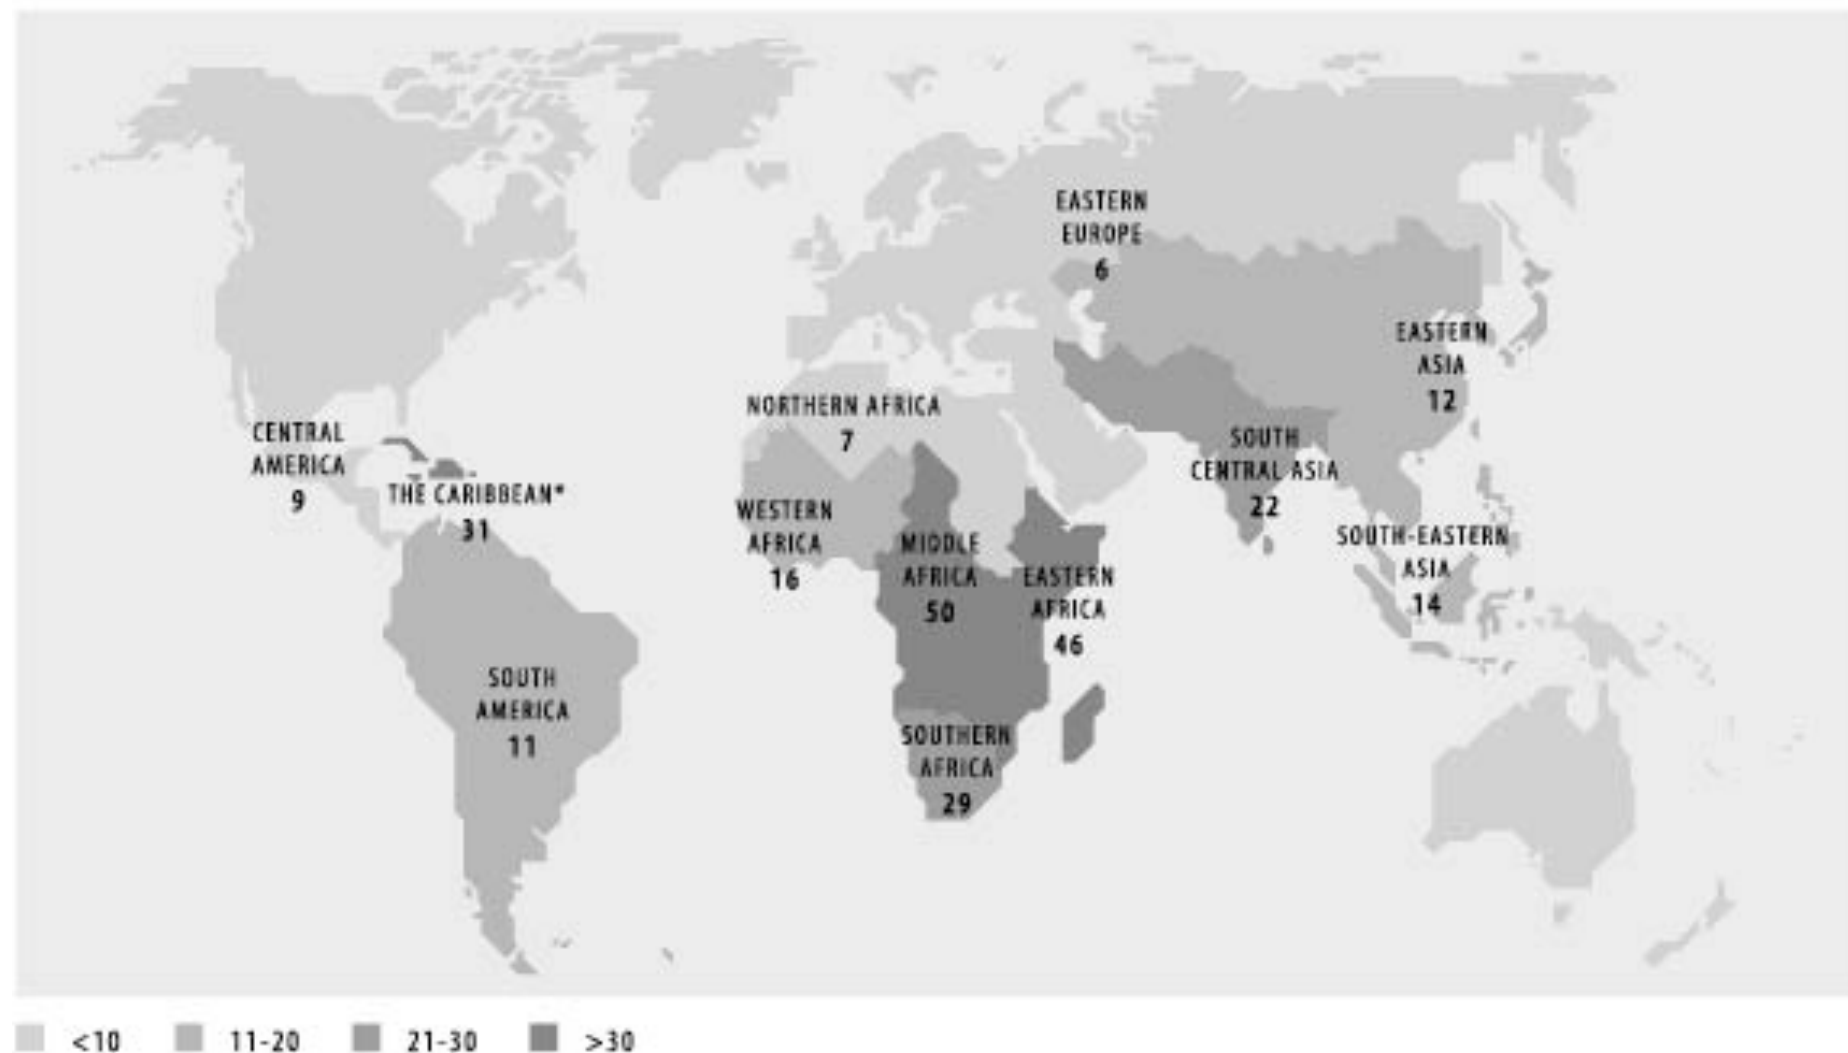 EASTERN
EUROPE
6
EASTERN
ASIA
12
NORTHERN AFRICA
7
CENTRAL
AMERICA
9
THE CARIBBEAN*
31
SOUTH
CENTRAL ASIA
22
WESTERN
AFRICA
16
MIDDLE
AFRICA
50
EASTERN
AFRICA
46
SOUTH-EASTERN
ASIA
14
SOUTH
AMERICA
11
SOUTHERN
AFRICA
29
<10 11-20 21-30 >30